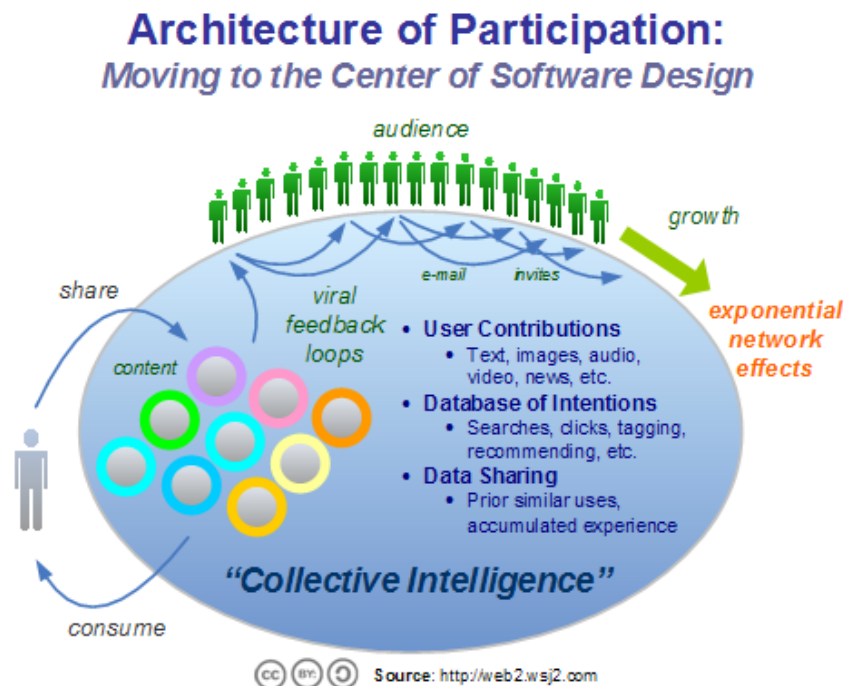 Architecture of Participation:
Moving to the Center of Software Design
audience
growth
share
e-mail
invites
viral
feedback
loops
content
exponential
network
effects
• User Contributions
• Text, images, audio,
video, news, etc.
• Database of Intentions
• Searches, clicks, tagging,
recommending, etc.
• Data Sharing
• Prior similar uses,
accumulated experience
“Collective Intelligence”
consume
cc BY: Source: http://web2.wsj2.com